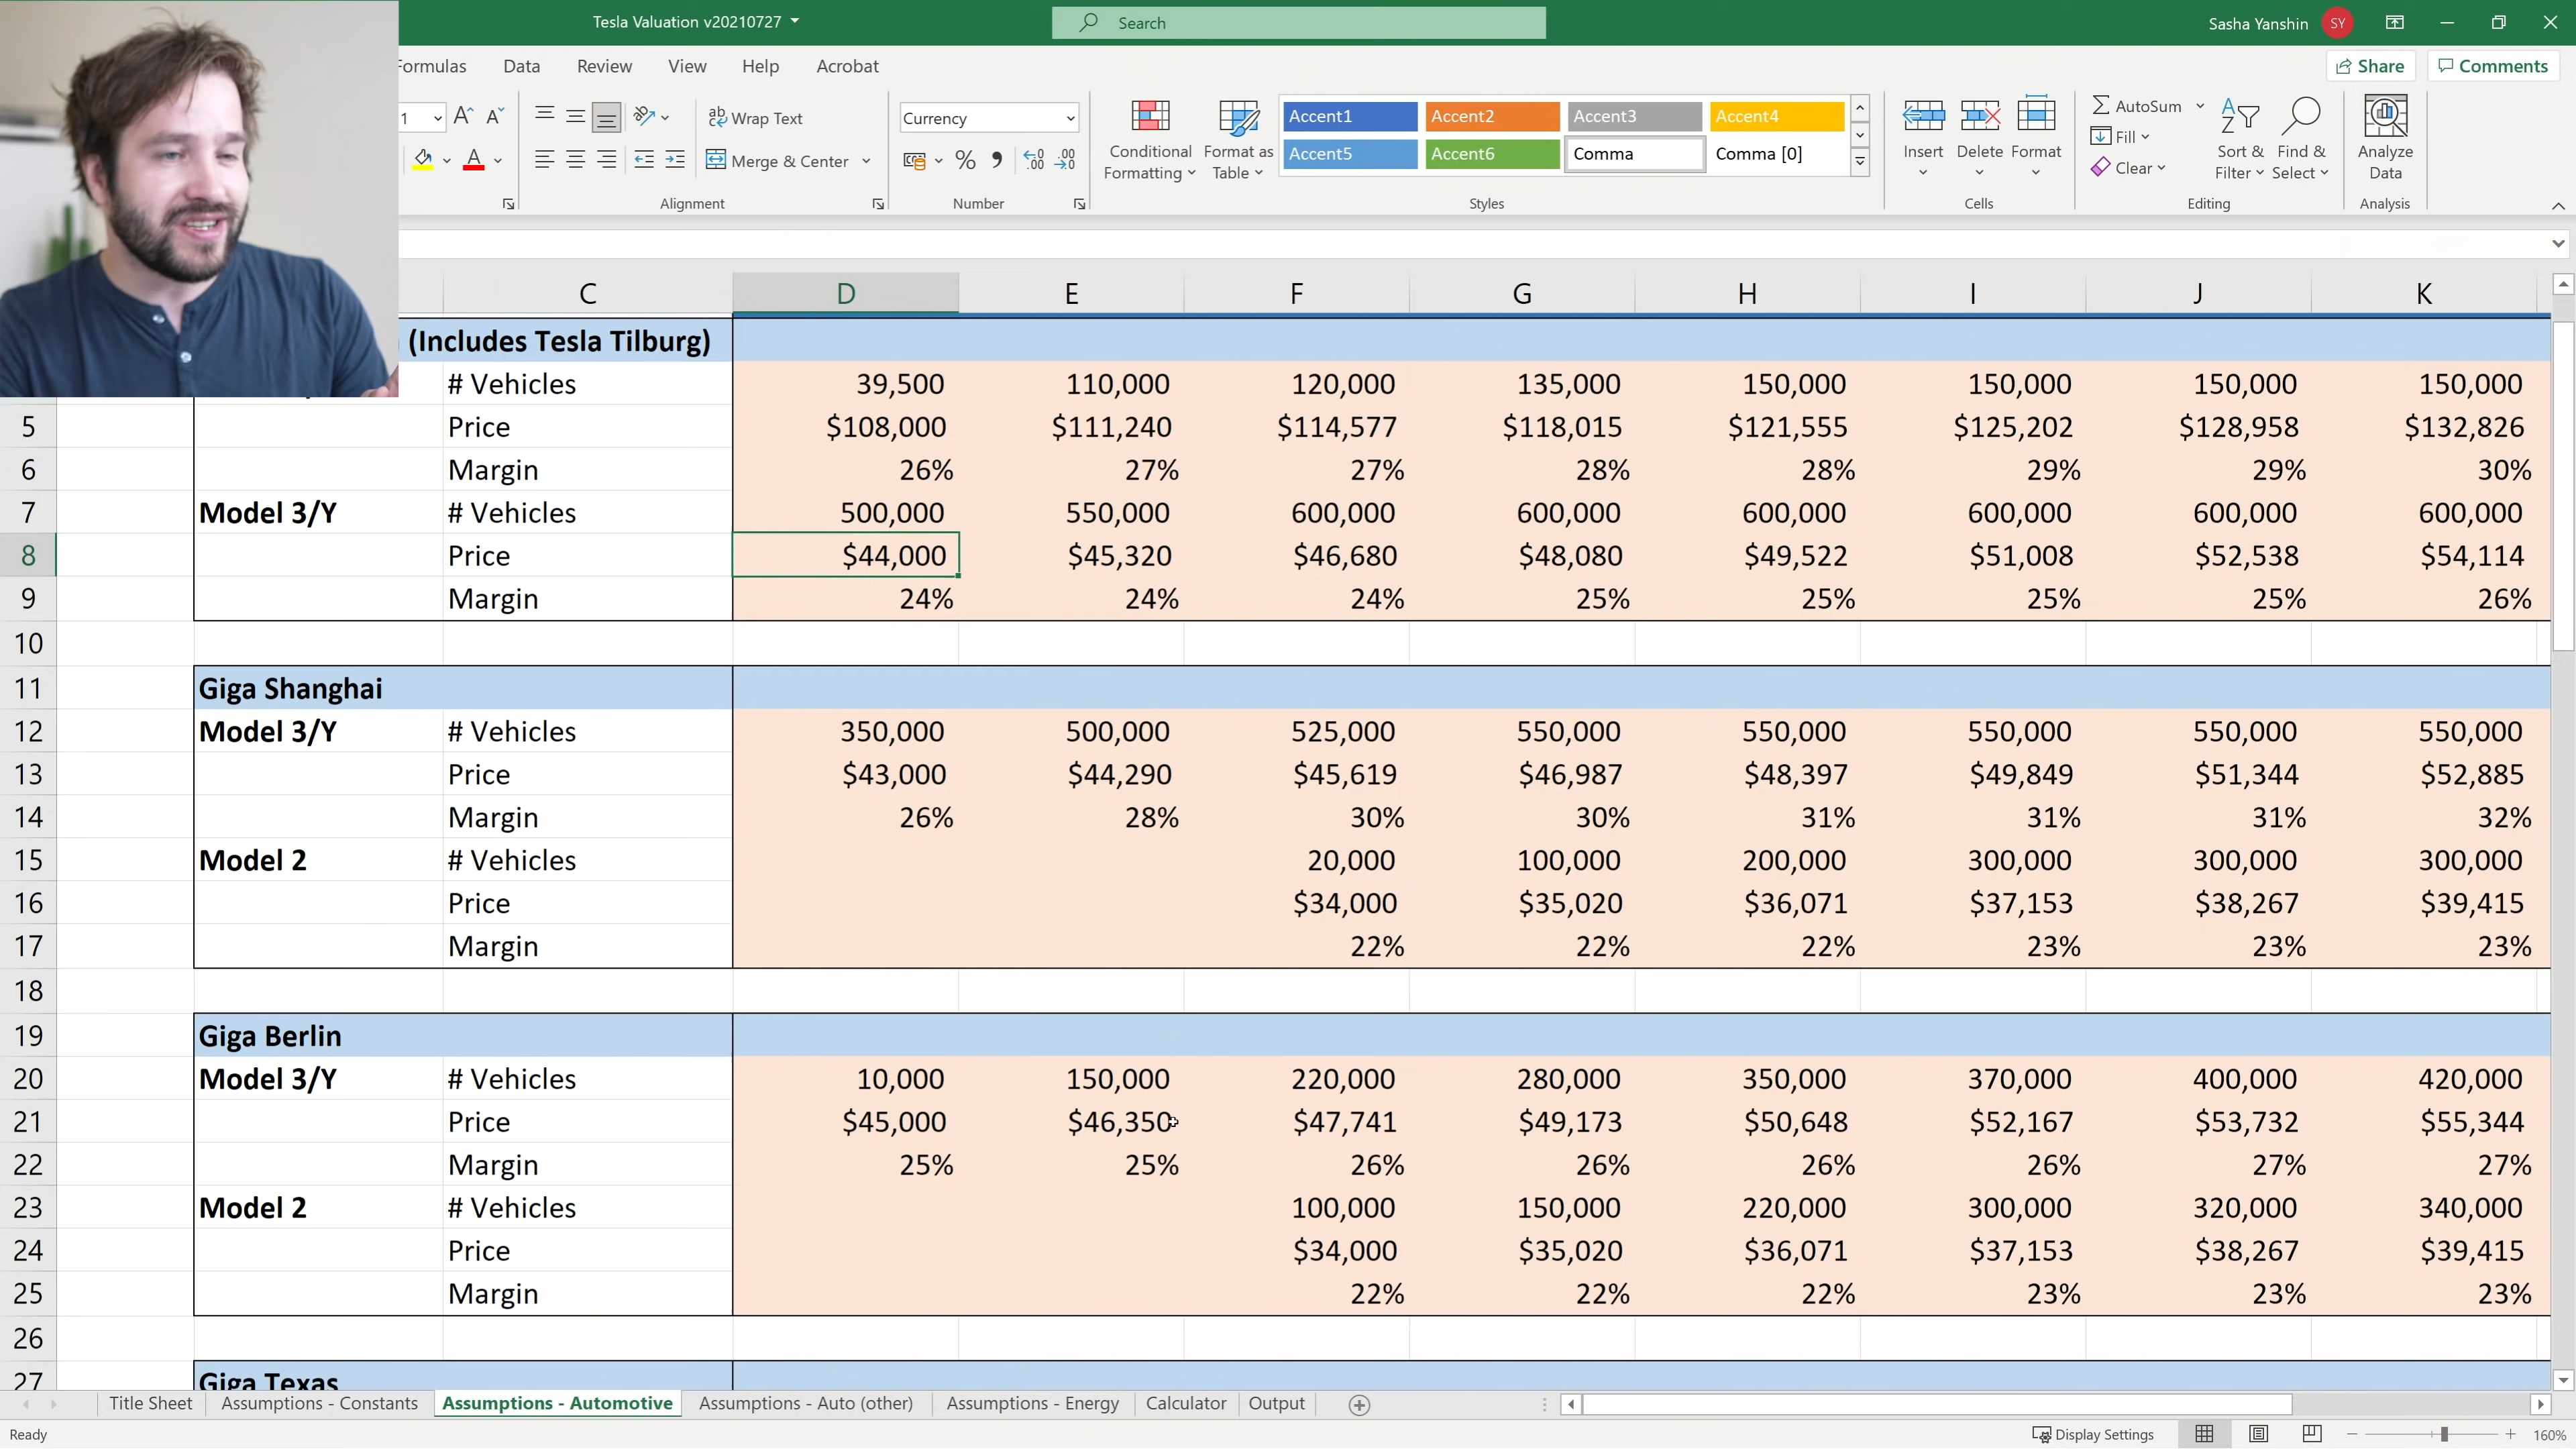 Tesla Valuation v20210727
Search
Sasha Yanshin
SY
Formulas Data Review View Help Acrobat
Share
Comments
Wrap Text
Currency
Accent1 Accent2 Accent3 Accent4
AutoSum
1
Merge & Center
Conditional Formatting
Format as Table
Accent5 Accent6 Comma Comma [0]
Insert Delete Format
Fill
Clear
Sort & Filter
Find & Select
Analyze Data
Alignment Number Styles Cells Editing Analysis
C D E F G H I J K
(Includes Tesla Tilburg)
# Vehicles 39,500 110,000 120,000 135,000 150,000 150,000 150,000 150,000
5 Price $108,000 $111,240 $114,577 $118,015 $121,555 $125,202 $128,958 $132,826
6 Margin 26% 27% 27% 28% 28% 29% 29% 30%
7 Model 3/Y # Vehicles 500,000 550,000 600,000 600,000 600,000 600,000 600,000 600,000
8 Price $44,000 $45,320 $46,680 $48,080 $49,522 $51,008 $52,538 $54,114
9 Margin 24% 24% 24% 25% 25% 25% 25% 26%
10
11 Giga Shanghai
12 Model 3/Y # Vehicles 350,000 500,000 525,000 550,000 550,000 550,000 550,000 550,000
13 Price $43,000 $44,290 $45,619 $46,987 $48,397 $49,849 $51,344 $52,885
14 Margin 26% 28% 30% 30% 31% 31% 31% 32%
15 Model 2 # Vehicles 20,000 100,000 200,000 300,000 300,000 300,000
16 Price $34,000 $35,020 $36,071 $37,153 $38,267 $39,415
17 Margin 22% 22% 22% 23% 23% 23%
18
19 Giga Berlin
20 Model 3/Y # Vehicles 10,000 150,000 220,000 280,000 350,000 370,000 400,000 420,000
21 Price $45,000 $46,350 $47,741 $49,173 $50,648 $52,167 $53,732 $55,344
22 Margin 25% 25% 26% 26% 26% 26% 27% 27%
23 Model 2 # Vehicles 100,000 150,000 220,000 300,000 320,000 340,000
24 Price $34,000 $35,020 $36,071 $37,153 $38,267 $39,415
25 Margin 22% 22% 22% 23% 23% 23%
26
27 Giga Texas
Title Sheet Assumptions - Constants Assumptions - Automotive Assumptions - Auto (other) Assumptions - Energy Calculator Output
Ready
Display Settings
160%